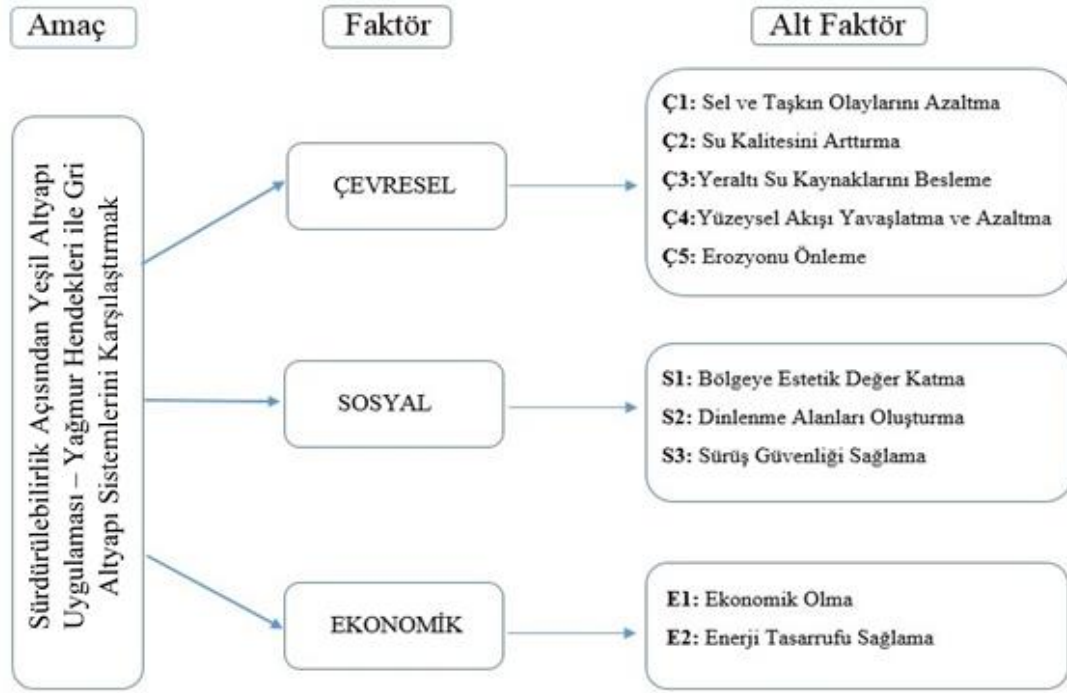 Amaç
Faktör
Alt Faktör
Sürdürülebilirlik Açısından Yeşil Altyapı
Uygulaması – Yağmur Hendekleri ile Gri
Altyapı Sistemlerini Karşılaştırmak
ÇEVRESEL
Ç1: Sel ve Taşkın Olaylarını Azaltma
Ç2: Su Kalitesini Arttırma
Ç3:Yeraltı Su Kaynaklarını Besleme
Ç4:Yüzeysel Akışı Yavaşlatma ve Azaltma
Ç5: Erozyonu Önleme
SOSYAL
S1: Bölgeye Estetik Değer Katma
S2: Dinlenme Alanları Oluşturma
S3: Sürüş Güvenliği Sağlama
EKONOMİK
E1: Ekonomik Olma
E2: Enerji Tasarrufu Sağlama